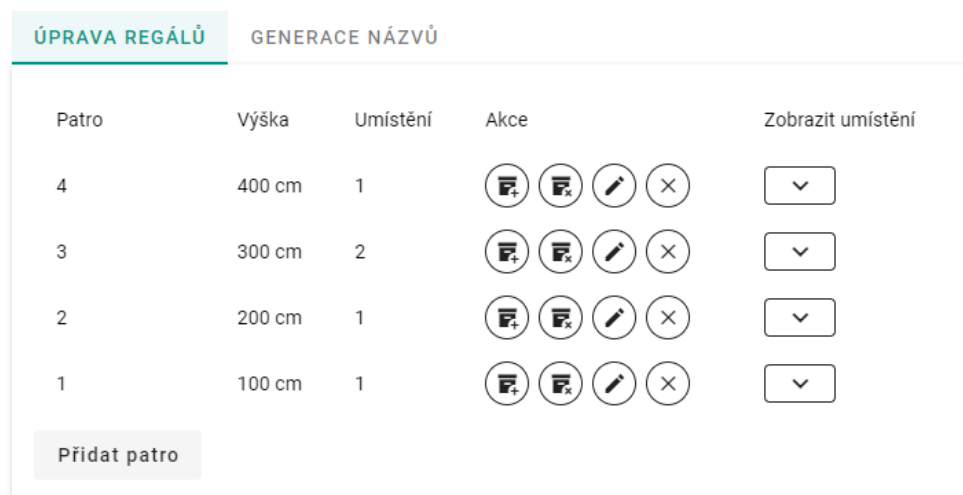 ÚPRAVA REGÁLŮ GENERACE NÁZVŮ
Patro Výška Umístění Akce Zobrazit umístění
4 400 cm 1
3 300 cm 2
2 200 cm 1
1 100 cm 1
Přidat patro